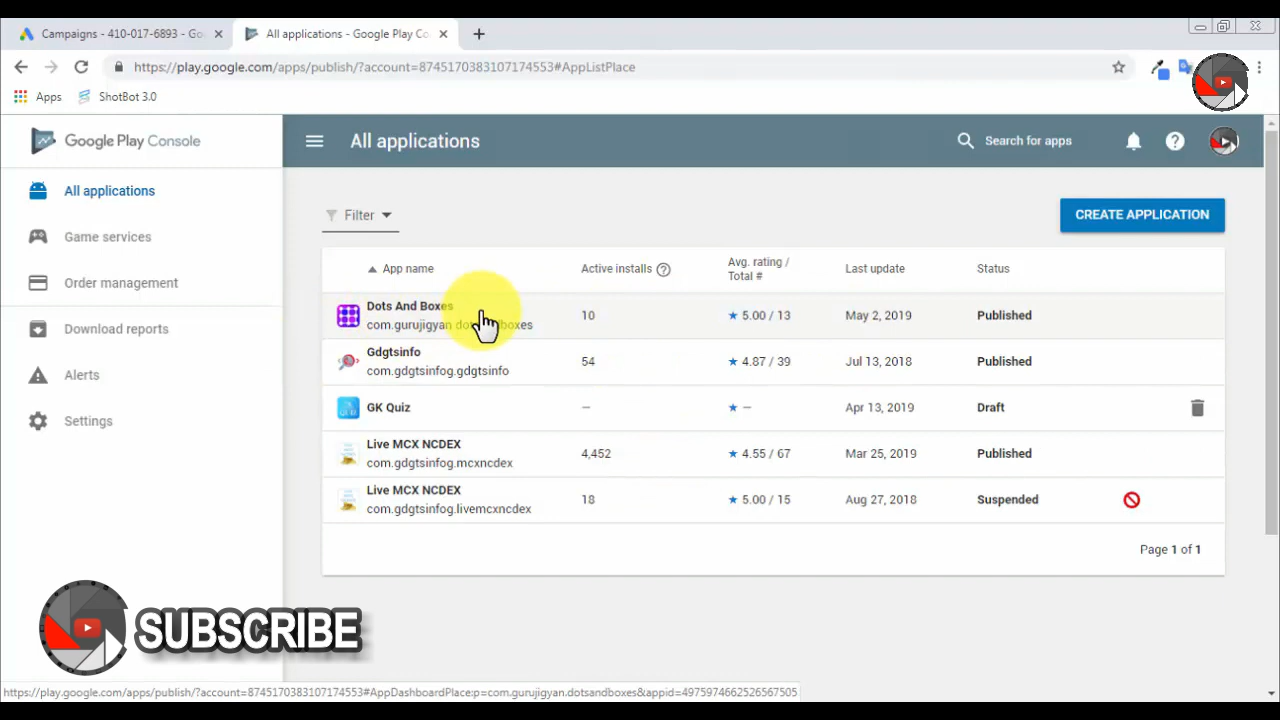 Campaigns - 410-017-6893 - Go
All applications - Google Play Co
https://play.google.com/apps/publish/?account=8745170383107174553#AppListPlace
Apps
ShotBot 3.0
Google Play Console
All applications
Search for apps
All applications
Game services
Order management
Download reports
Alerts
Settings
Filter
CREATE APPLICATION
App name
Active installs
Avg. rating /
Total #
Last update
Status
Dots And Boxes
com.gurujigyan.dotsandboxes
10
5.00 / 13
May 2, 2019
Published
Gdgtsinfo
com.gdgtsinfog.gdgtsinfo
54
4.87 / 39
Jul 13, 2018
Published
GK Quiz
–
–
Apr 13, 2019
Draft
Live MCX NCDEX
com.gdgtsinfog.mcxncdex
4,452
4.55 / 67
Mar 25, 2019
Published
Live MCX NCDEX
com.gdgtsinfog.livemcxncdex
18
5.00 / 15
Aug 27, 2018
Suspended
Page 1 of 1
SUBSCRIBE
https://play.google.com/apps/publish/?account=8745170383107174553#AppDashboardPlace:p=com.gurujigyan.dotsandboxes&appid=4975974662526567505